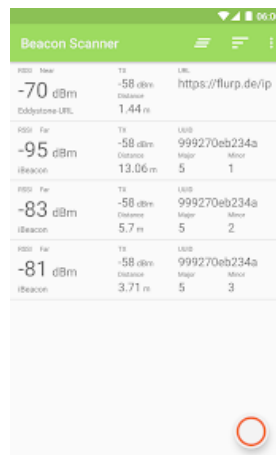 06:0
Beacon Scanner
RSSI Near TX URL
-70 dBm -58 dBm https://flurp.de/ip
Distance
Eddystone-URL 1.44 m
RSSI Far TX UUID
-95 dBm -58 dBm 999270eb234a
Distance Major Minor
iBeacon 13.06 m 5 1
RSSI Far TX UUID
-83 dBm -58 dBm 999270eb234a
Distance Major Minor
iBeacon 5.7 m 5 2
RSSI Far TX UUID
-81 dBm -58 dBm 999270eb234a
Distance Major Minor
iBeacon 3.71 m 5 3